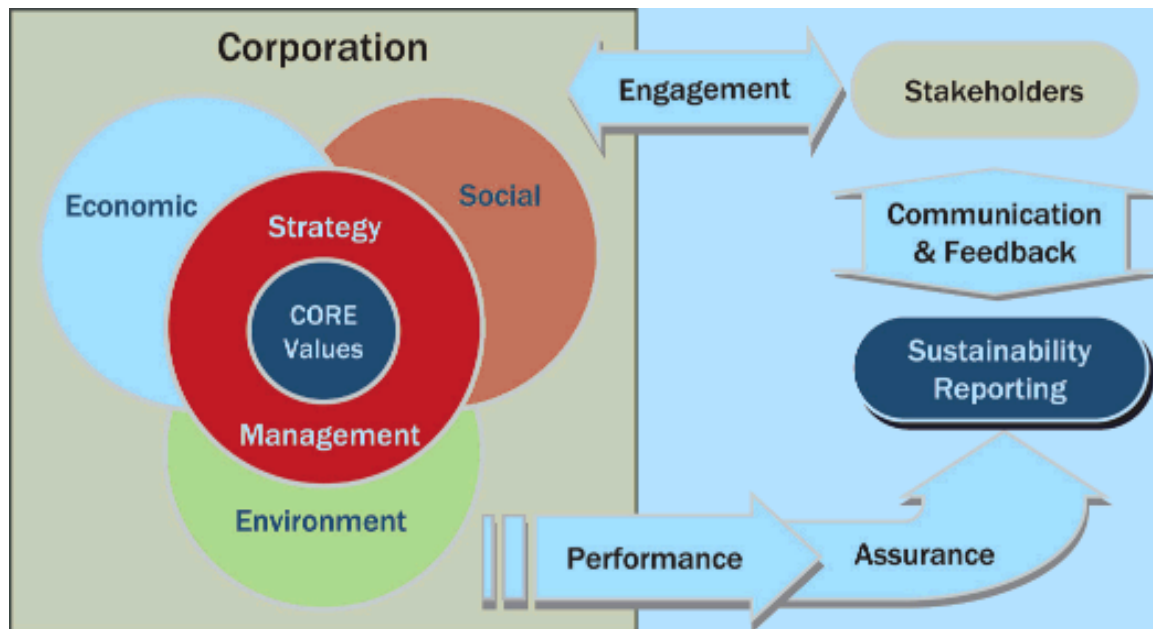 Corporation
Engagement
Stakeholders
Economic
Social
Strategy
Communication
& Feedback
CORE
Values
Sustainability
Reporting
Management
Environment
Performance
Assurance